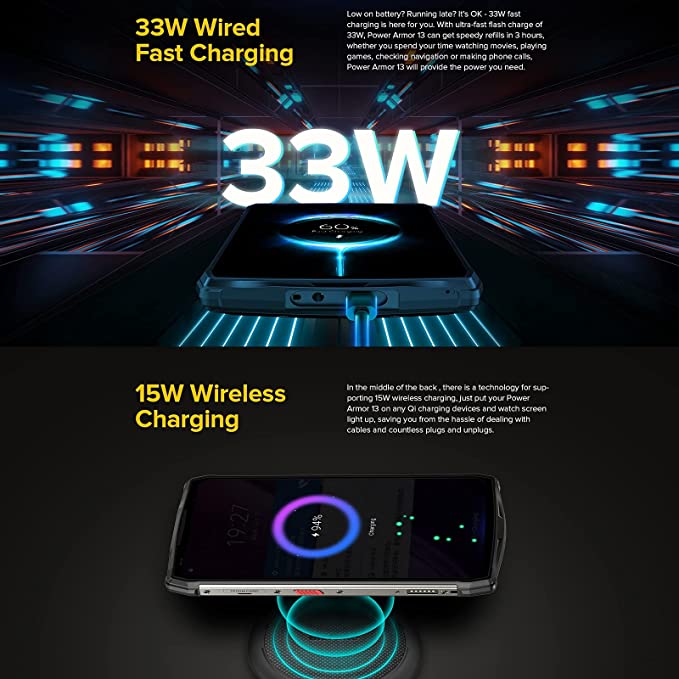 33W Wired
Fast Charging
Low on battery? Running late? It's OK - 33W fast
charging is here for you. With ultra-fast flash charge of
33W, Power Armor 13 can get speedy refills in 3 hours,
whether you spend your time watching movies, playing
games, checking navigation or making phone calls,
Power Armor 13 will provide the power you need.
33W
60%
Fast Charging
15W Wireless
Charging
In the middle of the back , there is a technology for sup-
porting 15W wireless charging, just put your Power
Armor 13 on any Qi charging devices and watch screen
light up, saving you from the hassle of dealing with
cables and countless plugs and unplugs.
19:27
94%
Charging